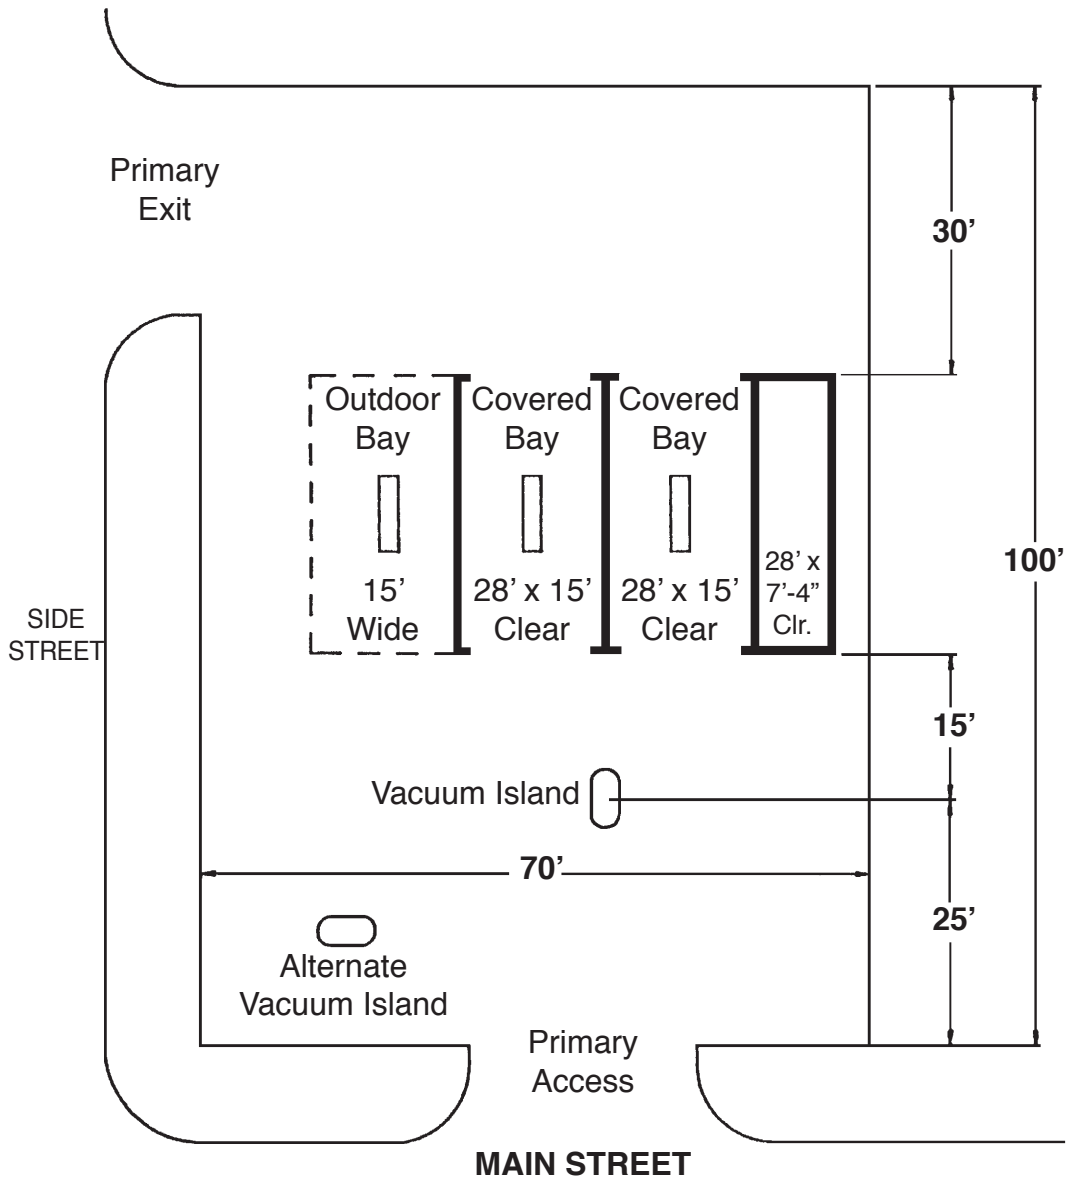 Primary
Exit
30’
Outdoor
Bay
15’
Wide
Covered
Bay
28’ x 15’
Clear
Covered
Bay
28’ x 15’
Clear
28’ x
7’-4”
Clr.
100’
SIDE
STREET
15’
Vacuum Island
70’
25’
Alternate
Vacuum Island
Primary
Access
MAIN STREET